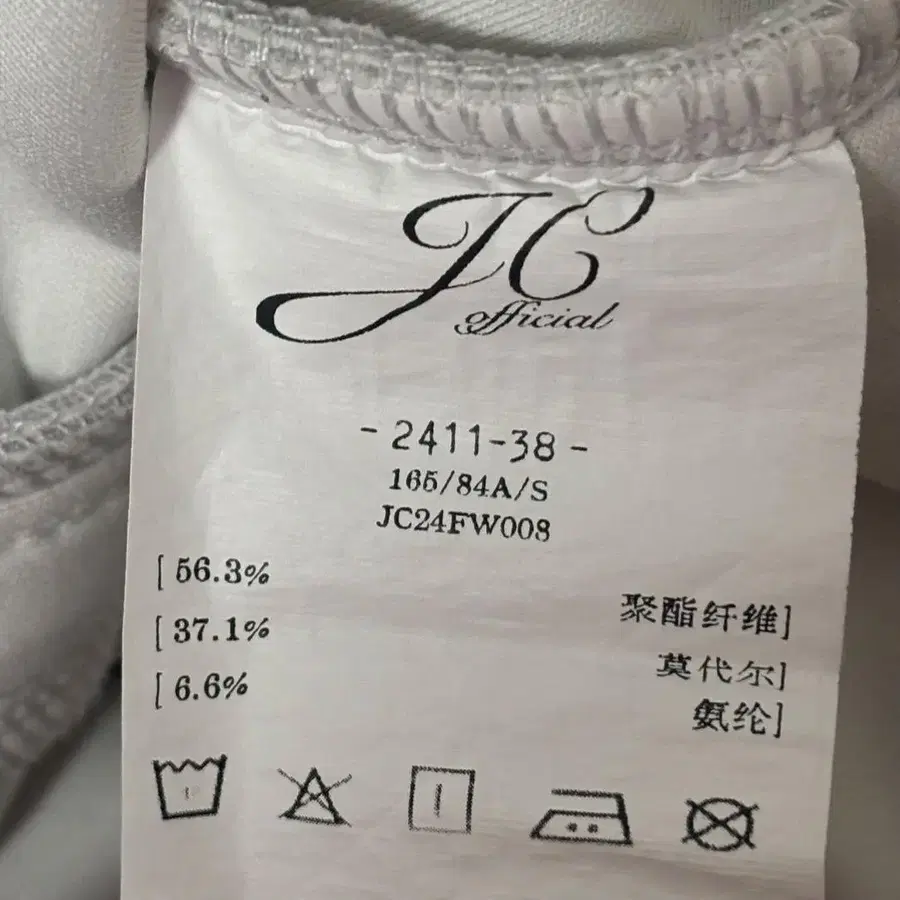 JC
official
-2411-38-
165/84A/S
JC24FW008
[ 56.3% 聚酯纤维]
[ 37.1% 莫代尔]
[ 6.6% 氨纶]